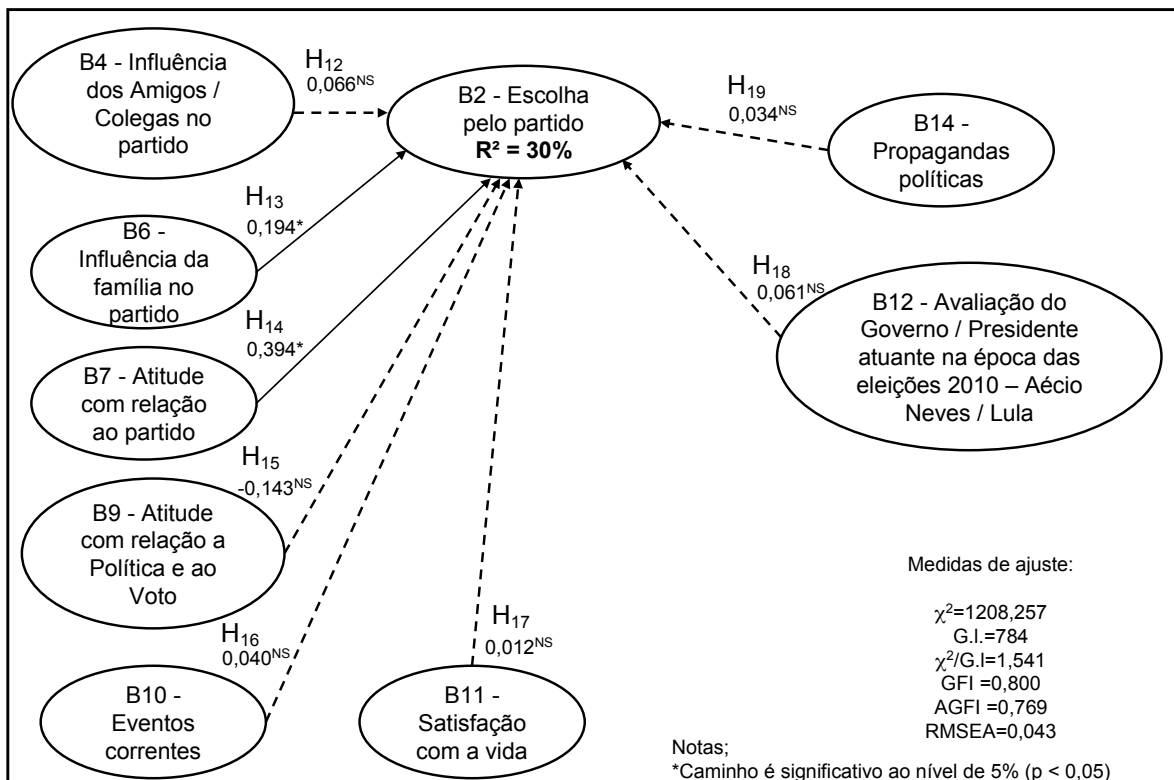 B4 - Influência
dos Amigos /
Colegas no
partido
H12
0,066NS
B2 - Escolha
pelo partido
R² = 30%
H19
0,034NS
B14 -
Propagandas
políticas
H13
0,194*
B6 -
Influência da
família no
partido
H14
0,394*
B7 - Atitude
com relação
ao partido
H18
0,061NS
B12 - Avaliação do
Governo / Presidente
atuante na época das
eleições 2010 – Aécio
Neves / Lula
H15
-0,143NS
B9 - Atitude
com relação a
Política e ao
Voto
H16
0,040NS
B10 -
Eventos
correntes
H17
0,012NS
B11 -
Satisfação
com a vida
Medidas de ajuste:
χ²=1208,257
G.l.=784
χ²/G.l=1,541
GFI =0,800
AGFI =0,769
RMSEA=0,043
Notas;
*Caminho é significativo ao nível de 5% (p < 0,05)